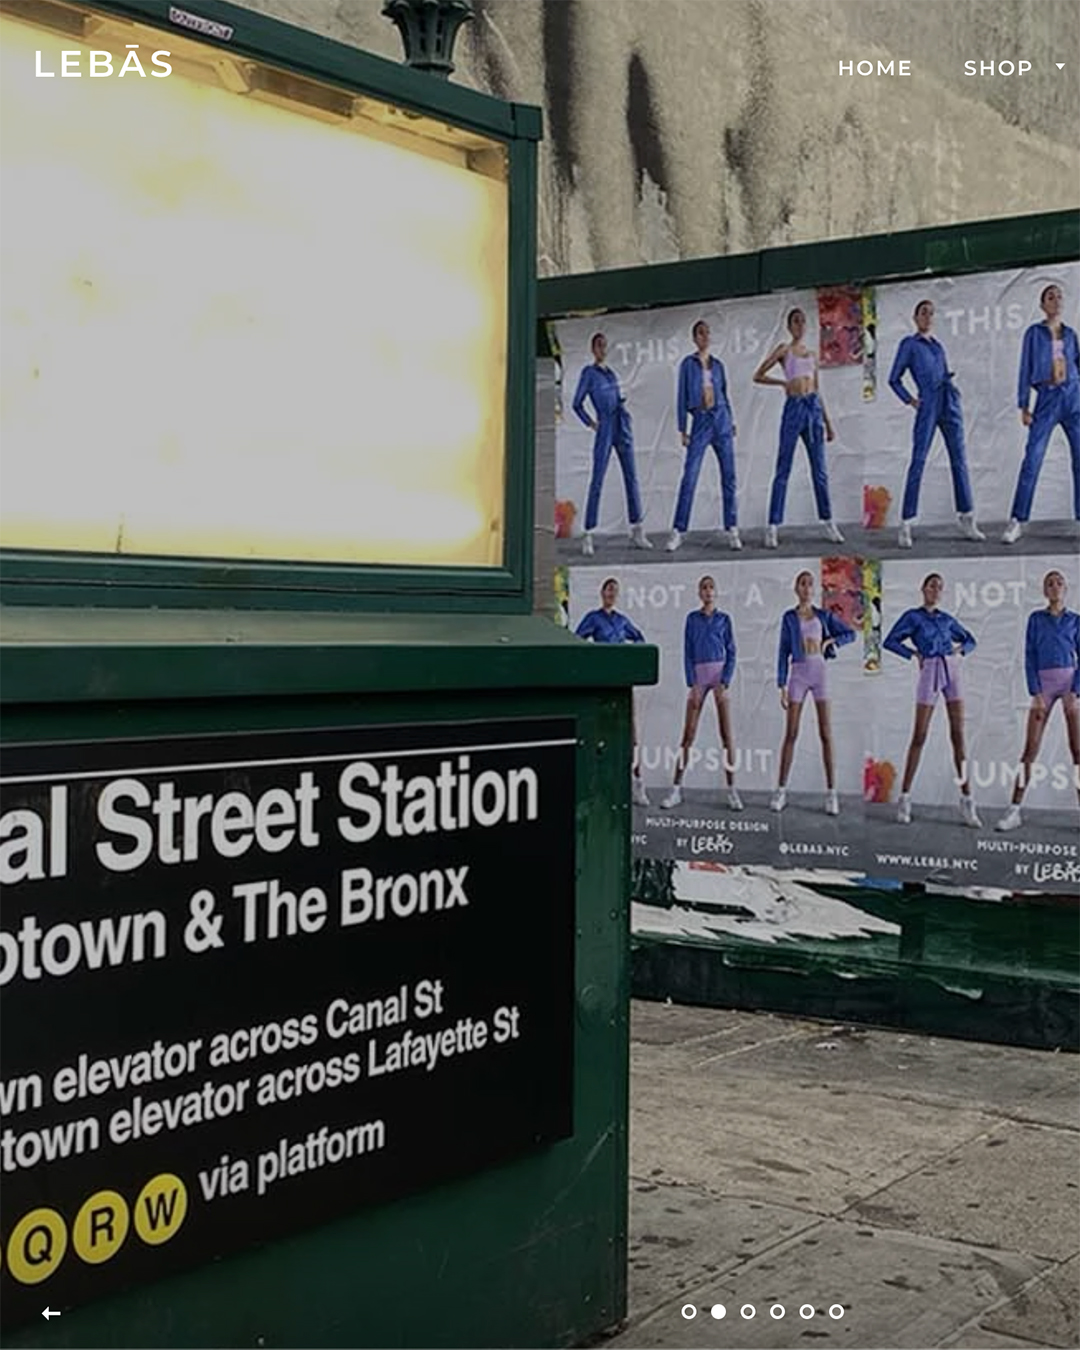 LEBĀS
HOME
SHOP
THIS IS
THIS
NOT A
NOT
JUMPSUIT
JUMPSU
MULTI-PURPOSE DESIGN
BY LEBĀS
@LEBAS.NYC
WWW.LEBAS.NYC
MULTI-PURPOSE
BY LEBĀS
al Street Station
ptown & The Bronx
wn elevator across Canal St
town elevator across Lafayette St
Q R W via platform